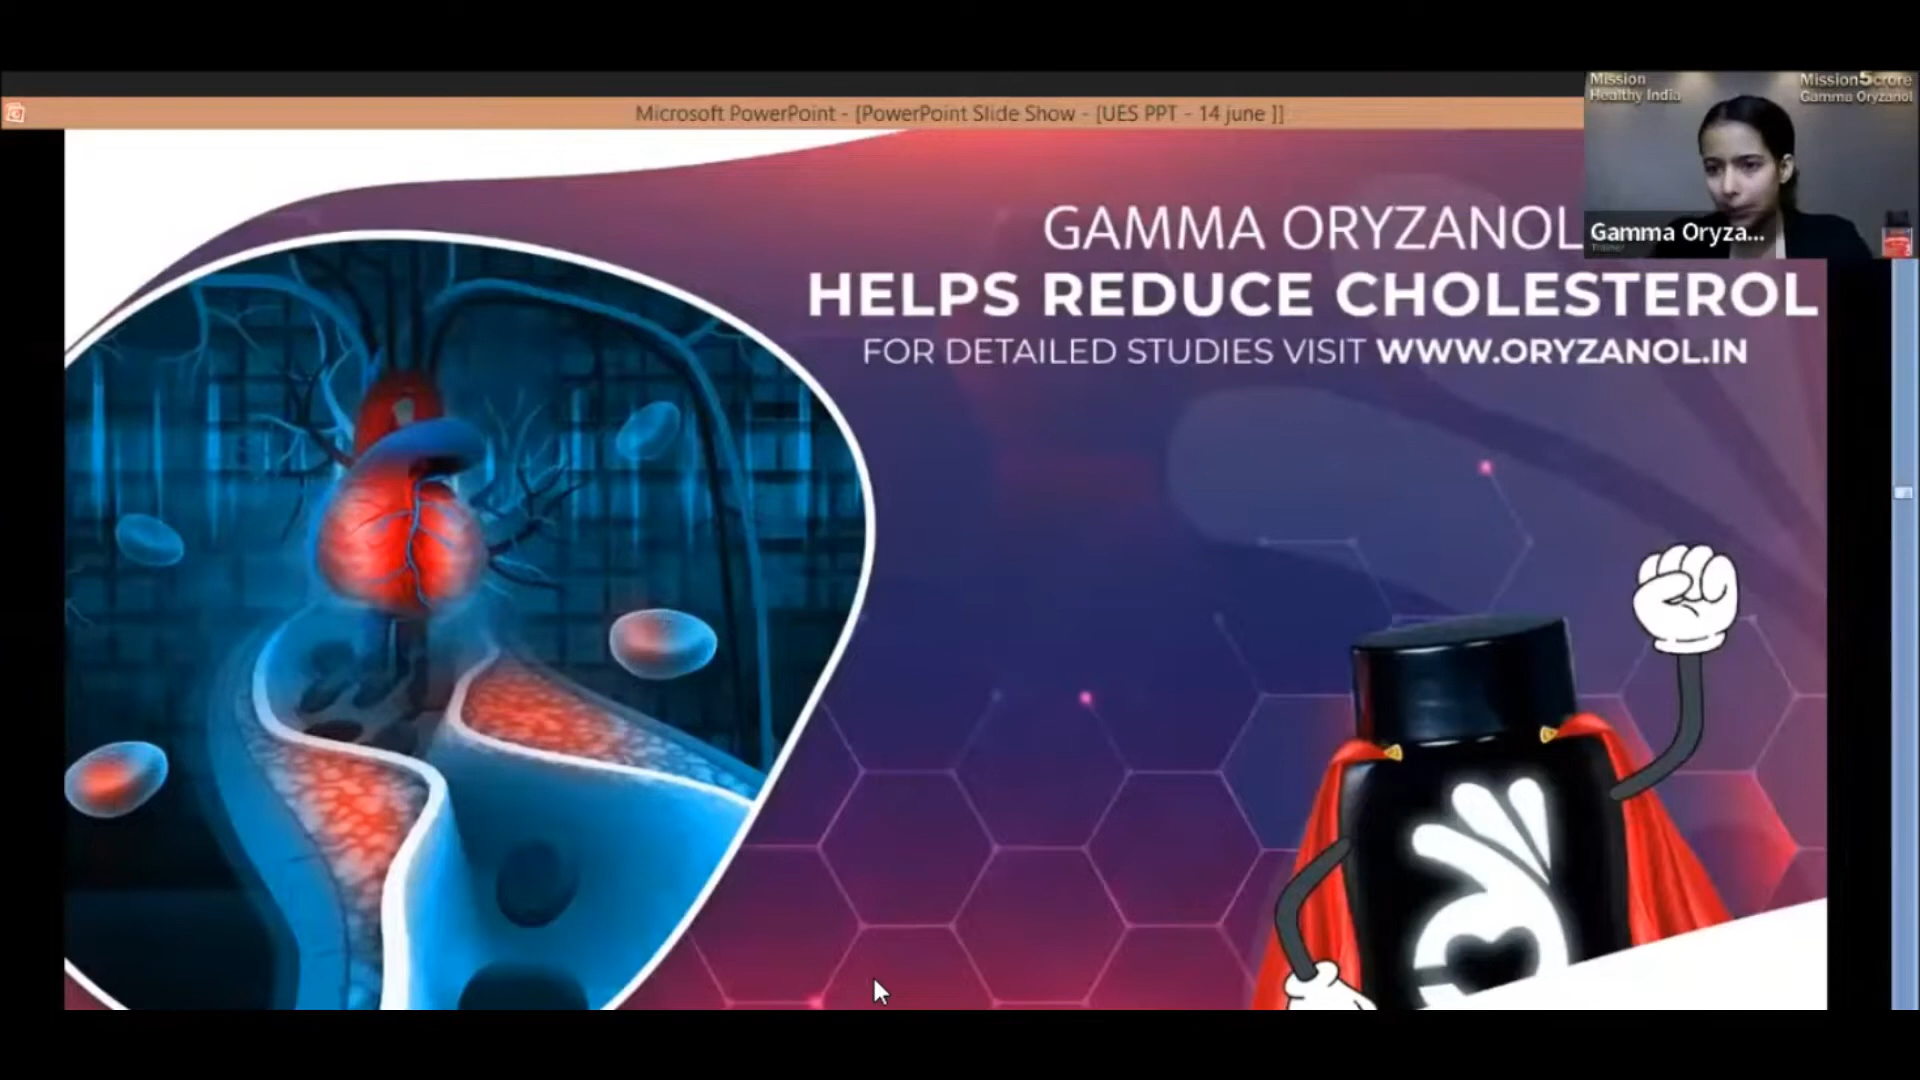 Microsoft PowerPoint - [PowerPoint Slide Show - [UES PPT - 14 june ]]
Mission
Healthy India
Mission5crore
Gamma Oryzanol
Gamma Oryza...
GAMMA ORYZANOL
HELPS REDUCE CHOLESTEROL
FOR DETAILED STUDIES VISIT WWW.ORYZANOL.IN